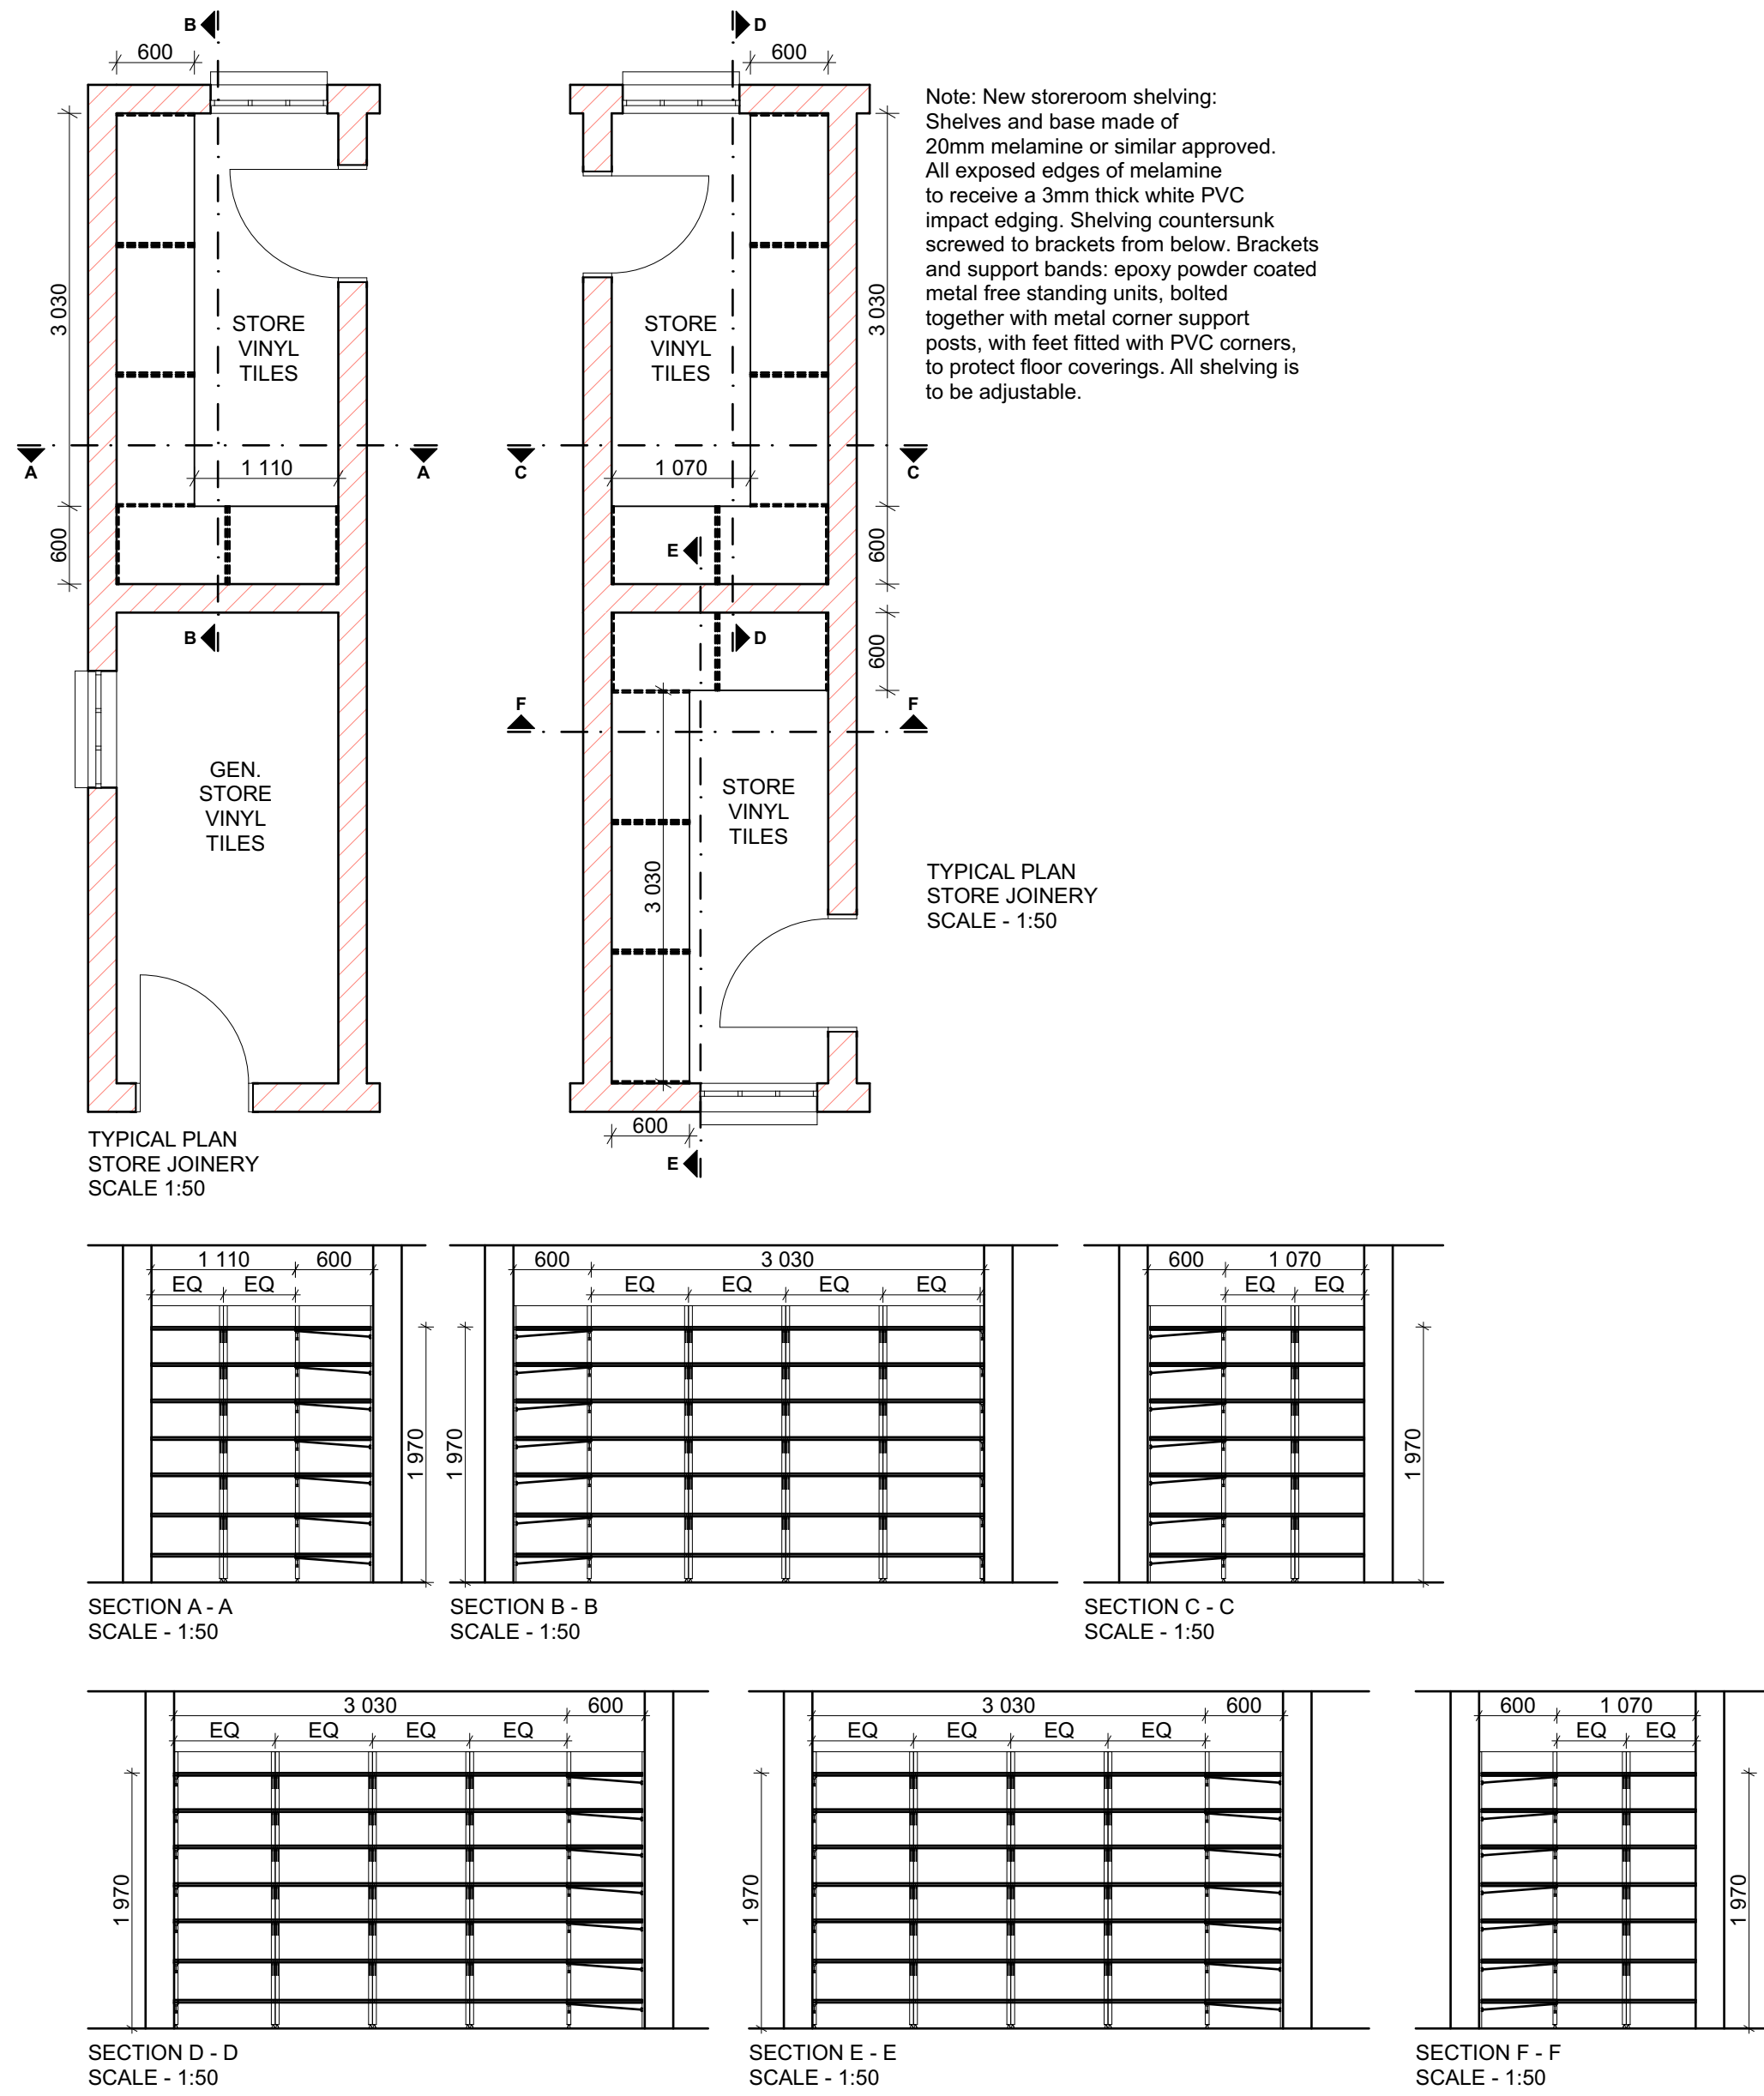 B
D
600
600
Note: New storeroom shelving:
Shelves and base made of
20mm melamine or similar approved.
All exposed edges of melamine
to receive a 3mm thick white PVC
impact edging. Shelving countersunk
screwed to brackets from below. Brackets
and support bands: epoxy powder coated
metal free standing units, bolted
together with metal corner support
posts, with feet fitted with PVC corners,
to protect floor coverings. All shelving is
to be adjustable.
3 030
STORE
VINYL
TILES
STORE
VINYL
TILES
3 030
A
1 110
A
C
1 070
C
600
E
600
B
D
600
F
F
GEN.
STORE
VINYL
TILES
STORE
VINYL
TILES
3 030
TYPICAL PLAN
STORE JOINERY
SCALE - 1:50
600
E
TYPICAL PLAN
STORE JOINERY
SCALE 1:50
1 110
600
EQ
EQ
1 970
SECTION A - A
SCALE - 1:50
600
3 030
EQ
EQ
EQ
EQ
1 970
SECTION B - B
SCALE - 1:50
600
1 070
EQ
EQ
1 970
SECTION C - C
SCALE - 1:50
3 030
600
EQ
EQ
EQ
EQ
1 970
SECTION D - D
SCALE - 1:50
3 030
600
EQ
EQ
EQ
EQ
1 970
SECTION E - E
SCALE - 1:50
600
1 070
EQ
EQ
1 970
SECTION F - F
SCALE - 1:50